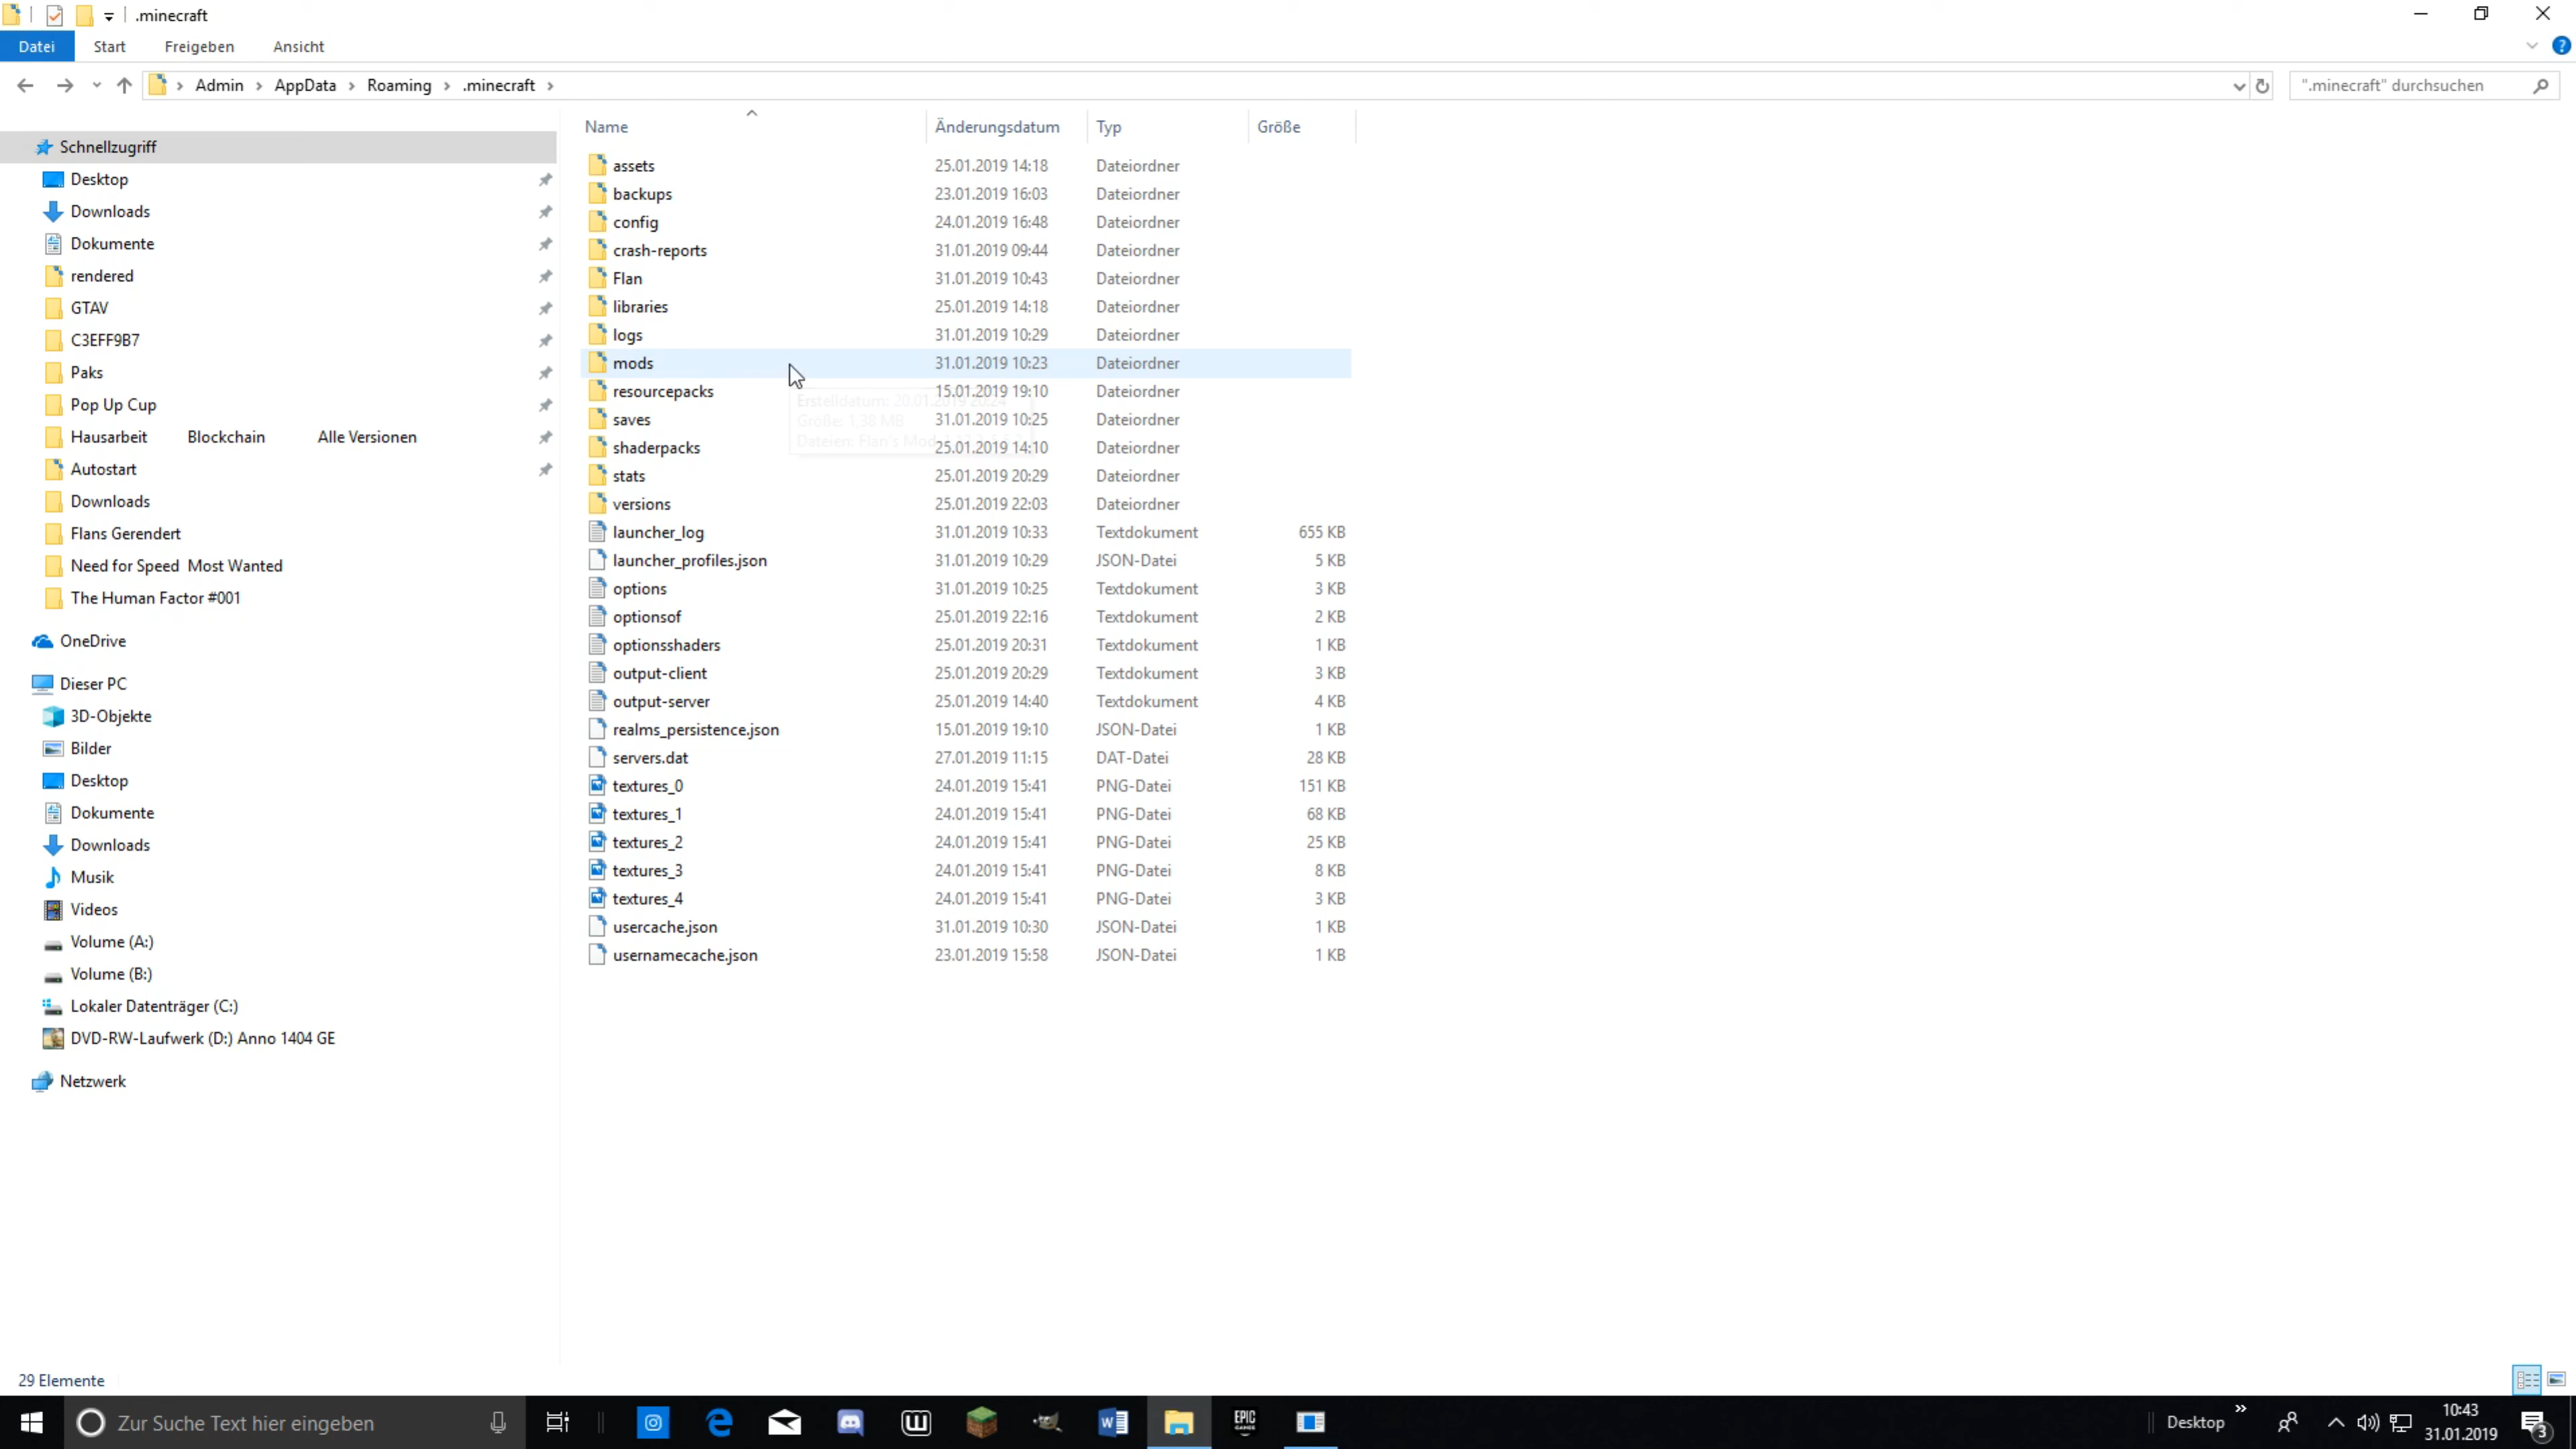 .minecraft
Datei Start Freigeben Ansicht
Admin AppData Roaming .minecraft ".minecraft" durchsuchen
Name Änderungsdatum Typ Größe
Schnellzugriff
Desktop
Downloads
Dokumente
rendered
GTAV
C3EFF9B7
Paks
Pop Up Cup
Hausarbeit Blockchain Alle Versionen
Autostart
Downloads
Flans Gerendert
Need for Speed Most Wanted
The Human Factor #001
OneDrive
Dieser PC
3D-Objekte
Bilder
Desktop
Dokumente
Downloads
Musik
Videos
Volume (A:)
Volume (B:)
Lokaler Datenträger (C:)
DVD-RW-Laufwerk (D:) Anno 1404 GE
Netzwerk
assets 25.01.2019 14:18 Dateiordner
backups 23.01.2019 16:03 Dateiordner
config 24.01.2019 16:48 Dateiordner
crash-reports 31.01.2019 09:44 Dateiordner
Flan 31.01.2019 10:43 Dateiordner
libraries 25.01.2019 14:18 Dateiordner
logs 31.01.2019 10:29 Dateiordner
mods 31.01.2019 10:23 Dateiordner
resourcepacks 15.01.2019 19:10 Dateiordner
Erstelldatum: 20.01.2019 20:24
saves 31.01.2019 10:25 Dateiordner
Größe: 1,38 MB
Dateien: Flan's Mod
shaderpacks 25.01.2019 14:10 Dateiordner
stats 25.01.2019 20:29 Dateiordner
versions 25.01.2019 22:03 Dateiordner
launcher_log 31.01.2019 10:33 Textdokument 655 KB
launcher_profiles.json 31.01.2019 10:29 JSON-Datei 5 KB
options 31.01.2019 10:25 Textdokument 3 KB
optionsof 25.01.2019 22:16 Textdokument 2 KB
optionsshaders 25.01.2019 20:31 Textdokument 1 KB
output-client 25.01.2019 20:29 Textdokument 3 KB
output-server 25.01.2019 14:40 Textdokument 4 KB
realms_persistence.json 15.01.2019 19:10 JSON-Datei 1 KB
servers.dat 27.01.2019 11:15 DAT-Datei 28 KB
textures_0 24.01.2019 15:41 PNG-Datei 151 KB
textures_1 24.01.2019 15:41 PNG-Datei 68 KB
textures_2 24.01.2019 15:41 PNG-Datei 25 KB
textures_3 24.01.2019 15:41 PNG-Datei 8 KB
textures_4 24.01.2019 15:41 PNG-Datei 3 KB
usercache.json 31.01.2019 10:30 JSON-Datei 1 KB
usernamecache.json 23.01.2019 15:58 JSON-Datei 1 KB
29 Elemente
Zur Suche Text hier eingeben
EPIC GAMES
Desktop
10:43
31.01.2019
3